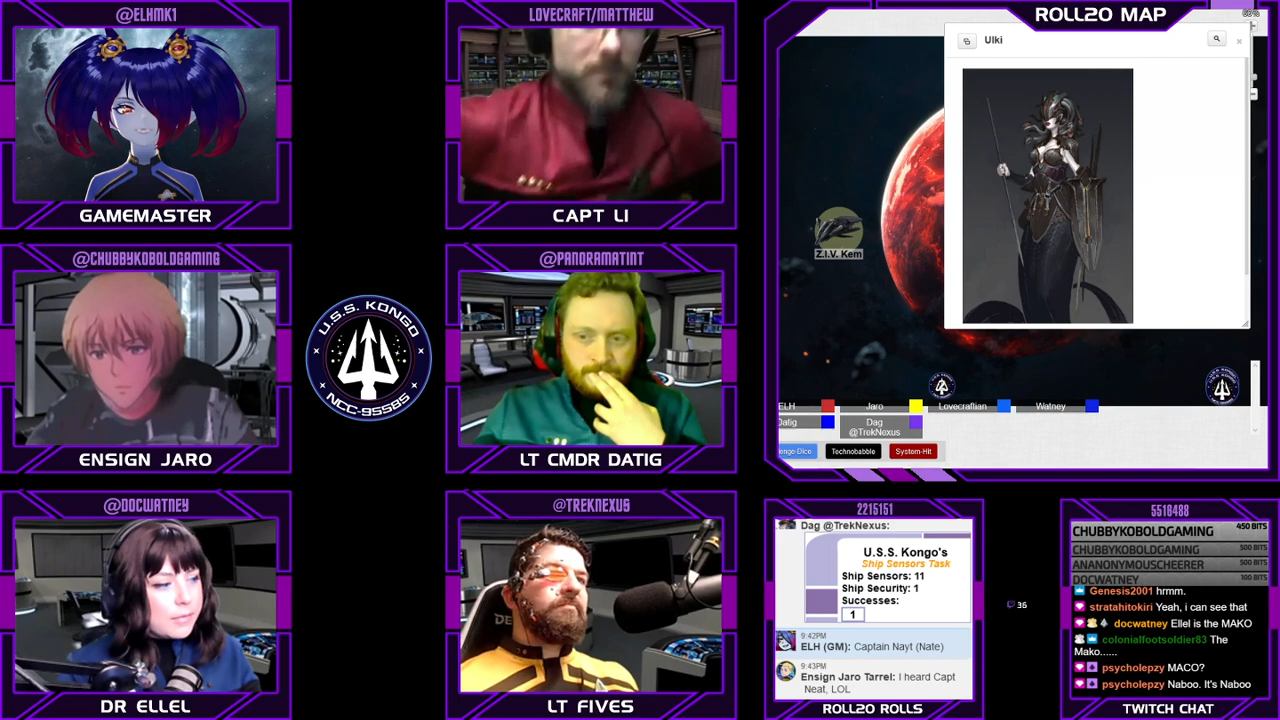 @ELHMK1
GAMEMASTER
LOVECRAFT/MATTHEW
CAPT LI
@CHUBBYKOBOLDGAMING
ENSIGN JARO
U.S.S. KONGO
NCC-95585
@PANORAMATINT
LT CMDR DATIG
@DOCWATNEY
DR ELLEL
@TREKNEXUS
LT FIVES
ROLL20 MAP
Ulki
Z.I.V. Kem
ELH
Jaro
Lovecraftian
Watney
Datig
Dag
@TrekNexus
ongo-Dice
Technobabble
System-Hit
2215151
Dag @TrekNexus:
U.S.S. Kongo's
Ship Sensors Task
Ship Sensors: 11
Ship Security: 1
Successes:
1
9:42PM
ELH (GM): Captain Nayt (Nate)
9:43PM
Ensign Jaro Tarrel: I heard Capt
Neat, LOL
ROLL20 ROLLS
36
5518488
CHUBBYKOBOLDGAMING 450 BITS
CHUBBYKOBOLDGAMING 500 BITS
ANANONYMOUSCHEERER 500 BITS
DOCWATNEY 100 BITS
Genesis2001 hrmm.
stratahitokiri Yeah, i can see that
docwatney Ellel is the MAKO
colonialfootsoldier83 The
Mako......
psycholepzy MACO?
psycholepzy Naboo. It's Naboo
TWITCH CHAT